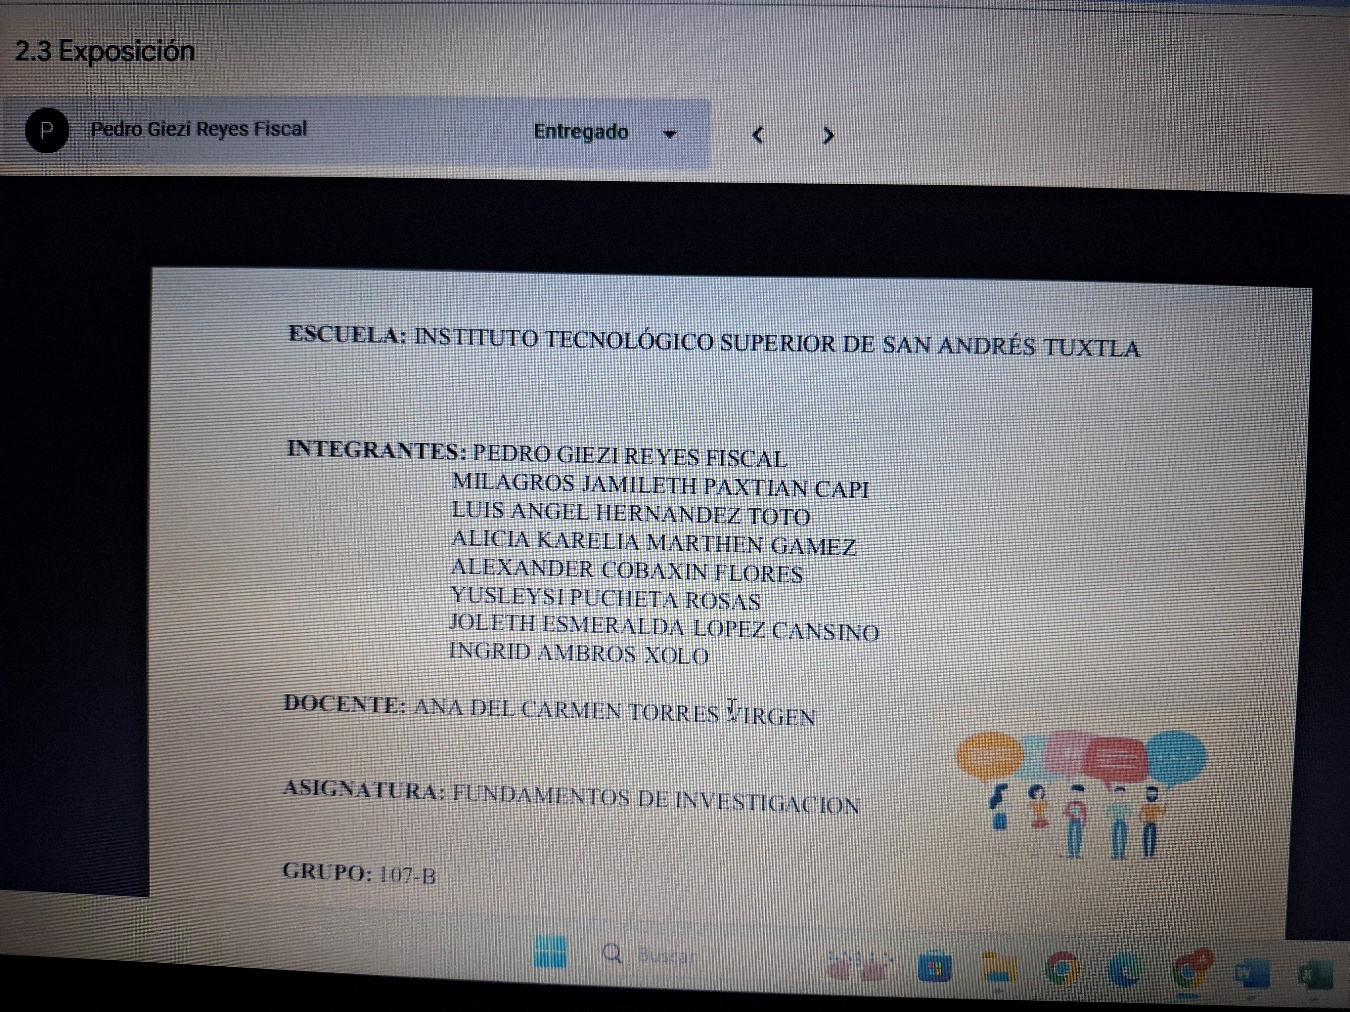 2.3 Exposición
P Pedro Giezi Reyes Fiscal Entregado
ESCUELA: INSTITUTO TECNOLÓGICO SUPERIOR DE SAN ANDRÉS TUXTLA
INTEGRANTES: PEDRO GIEZI REYES FISCAL
MILAGROS JAMILETH PAXTIAN CAPI
LUIS ANGEL HERNANDEZ TOTO
ALICIA KARELIA MARTHEN GAMEZ
ALEXANDER COBAXIN FLORES
YUSLEYSI PUCHETA ROSAS
JOLETH ESMERALDA LOPEZ CANSINO
INGRID AMBROS XOLO
DOCENTE: ANA DEL CARMEN TORRES VIRGEN
ASIGNATURA: FUNDAMENTOS DE INVESTIGACION
GRUPO: 107-B
Buscar